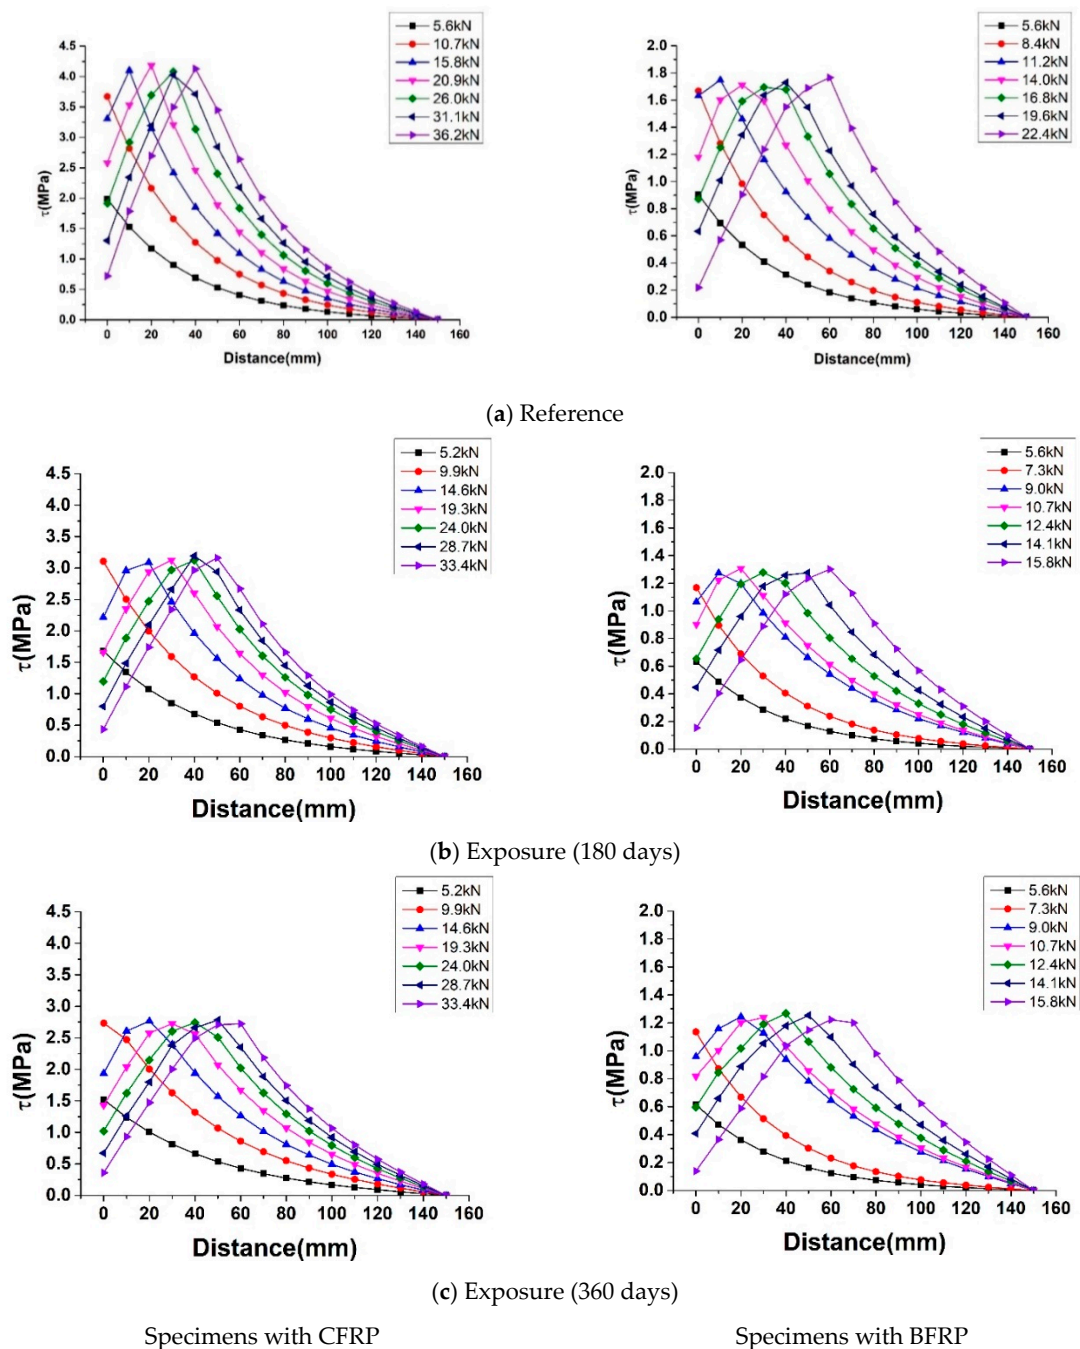 5.6kN
10.7kN
15.8kN
20.9kN
26.0kN
31.1kN
36.2kN
4.5
4.0
3.5
3.0
2.5
2.0
1.5
1.0
0.5
0.0
τ(MPa)
0 20 40 60 80 100 120 140 160
Distance(mm)
5.6kN
8.4kN
11.2kN
14.0kN
16.8kN
19.6kN
22.4kN
2.0
1.8
1.6
1.4
1.2
1.0
0.8
0.6
0.4
0.2
0.0
τ(MPa)
0 20 40 60 80 100 120 140 160
Distance(mm)
(a) Reference
5.2kN
9.9kN
14.6kN
19.3kN
24.0kN
28.7kN
33.4kN
4.5
4.0
3.5
3.0
2.5
2.0
1.5
1.0
0.5
0.0
τ(MPa)
0 20 40 60 80 100 120 140 160
Distance(mm)
5.6kN
7.3kN
9.0kN
10.7kN
12.4kN
14.1kN
15.8kN
2.0
1.8
1.6
1.4
1.2
1.0
0.8
0.6
0.4
0.2
0.0
τ(MPa)
0 20 40 60 80 100 120 140 160
Distance(mm)
(b) Exposure (180 days)
5.2kN
9.9kN
14.6kN
19.3kN
24.0kN
28.7kN
33.4kN
4.5
4.0
3.5
3.0
2.5
2.0
1.5
1.0
0.5
0.0
τ(MPa)
0 20 40 60 80 100 120 140 160
Distance(mm)
5.6kN
7.3kN
9.0kN
10.7kN
12.4kN
14.1kN
15.8kN
2.0
1.8
1.6
1.4
1.2
1.0
0.8
0.6
0.4
0.2
0.0
τ(MPa)
0 20 40 60 80 100 120 140 160
Distance(mm)
(c) Exposure (360 days)
Specimens with CFRP
Specimens with BFRP